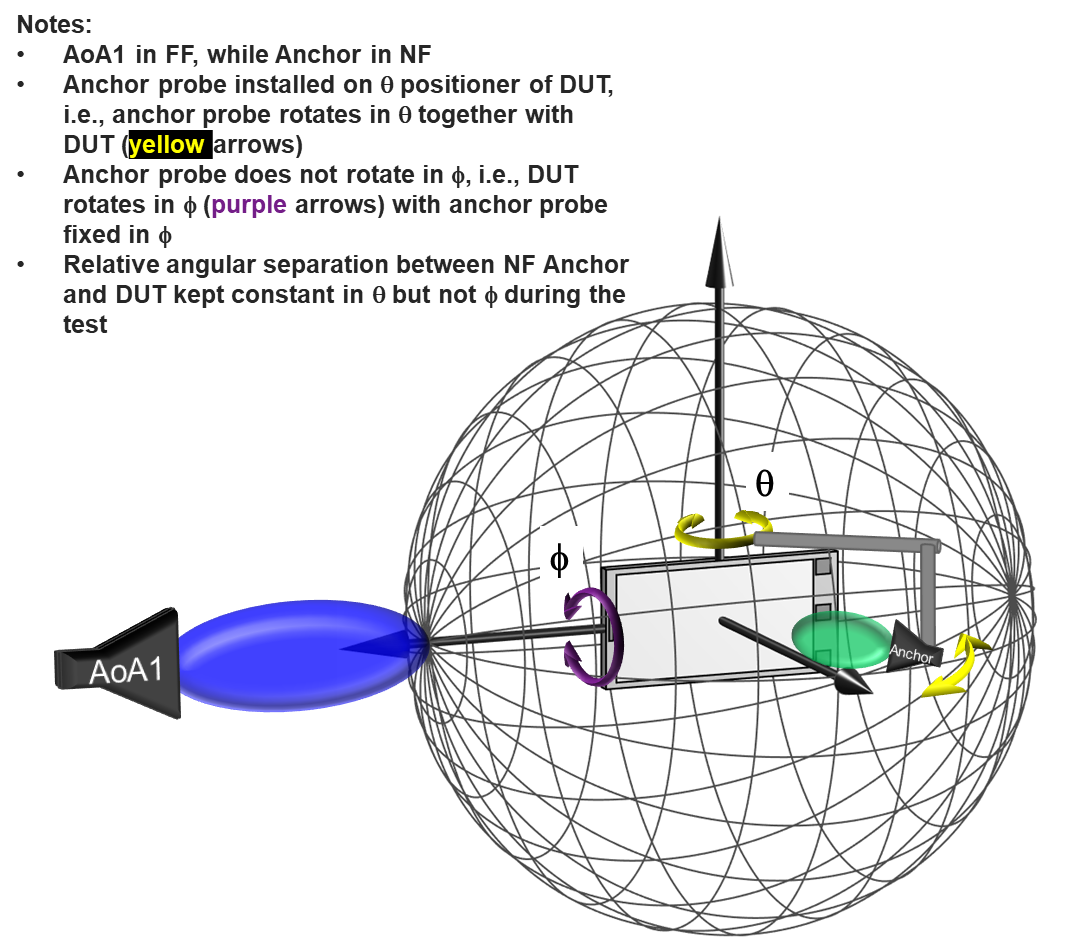 Notes:
• AoA1 in FF, while Anchor in NF
• Anchor probe installed on θ positioner of DUT,
i.e., anchor probe rotates in θ together with
DUT (yellow arrows)
• Anchor probe does not rotate in ϕ, i.e., DUT
rotates in ϕ (purple arrows) with anchor probe
fixed in ϕ
• Relative angular separation between NF Anchor
and DUT kept constant in θ but not ϕ during the
test
θ
ϕ
AoA1
Anchor